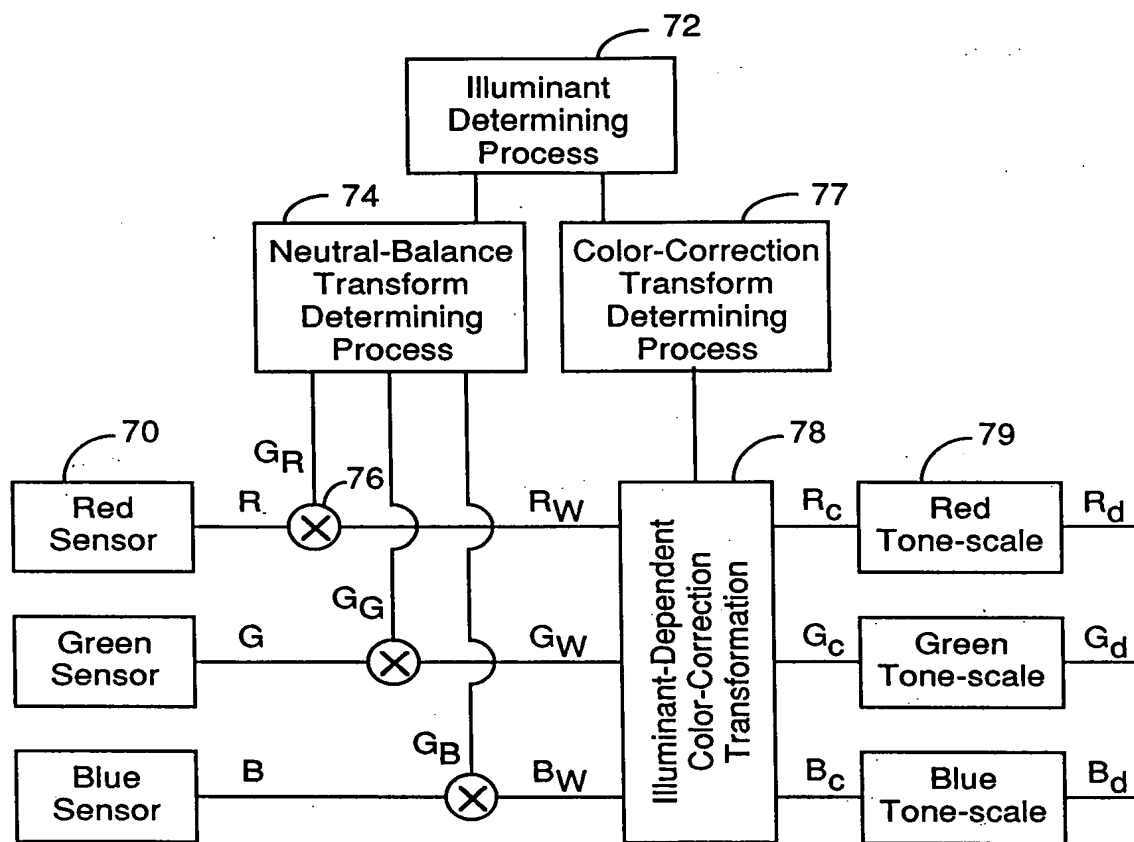 72
Illuminant
Determining
Process
74
Neutral-Balance
Transform
Determining
Process
77
Color-Correction
Transform
Determining
Process
70
Red
Sensor
R
GR
76
RW
78
Rc
79
Red
Tone-scale
Rd
Green
Sensor
G
GG
GW
Gc
Green
Tone-scale
Gd
Blue
Sensor
B
GB
BW
Bc
Blue
Tone-scale
Bd
Illuminant-Dependent
Color-Correction
Transformation